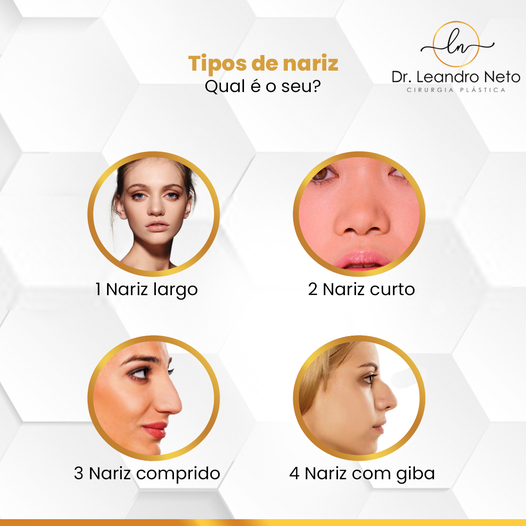 Tipos de nariz
Qual é o seu?
ln
Dr. Leandro Neto
CIRURGIA PLÁSTICA
1 Nariz largo
2 Nariz curto
3 Nariz comprido
4 Nariz com giba